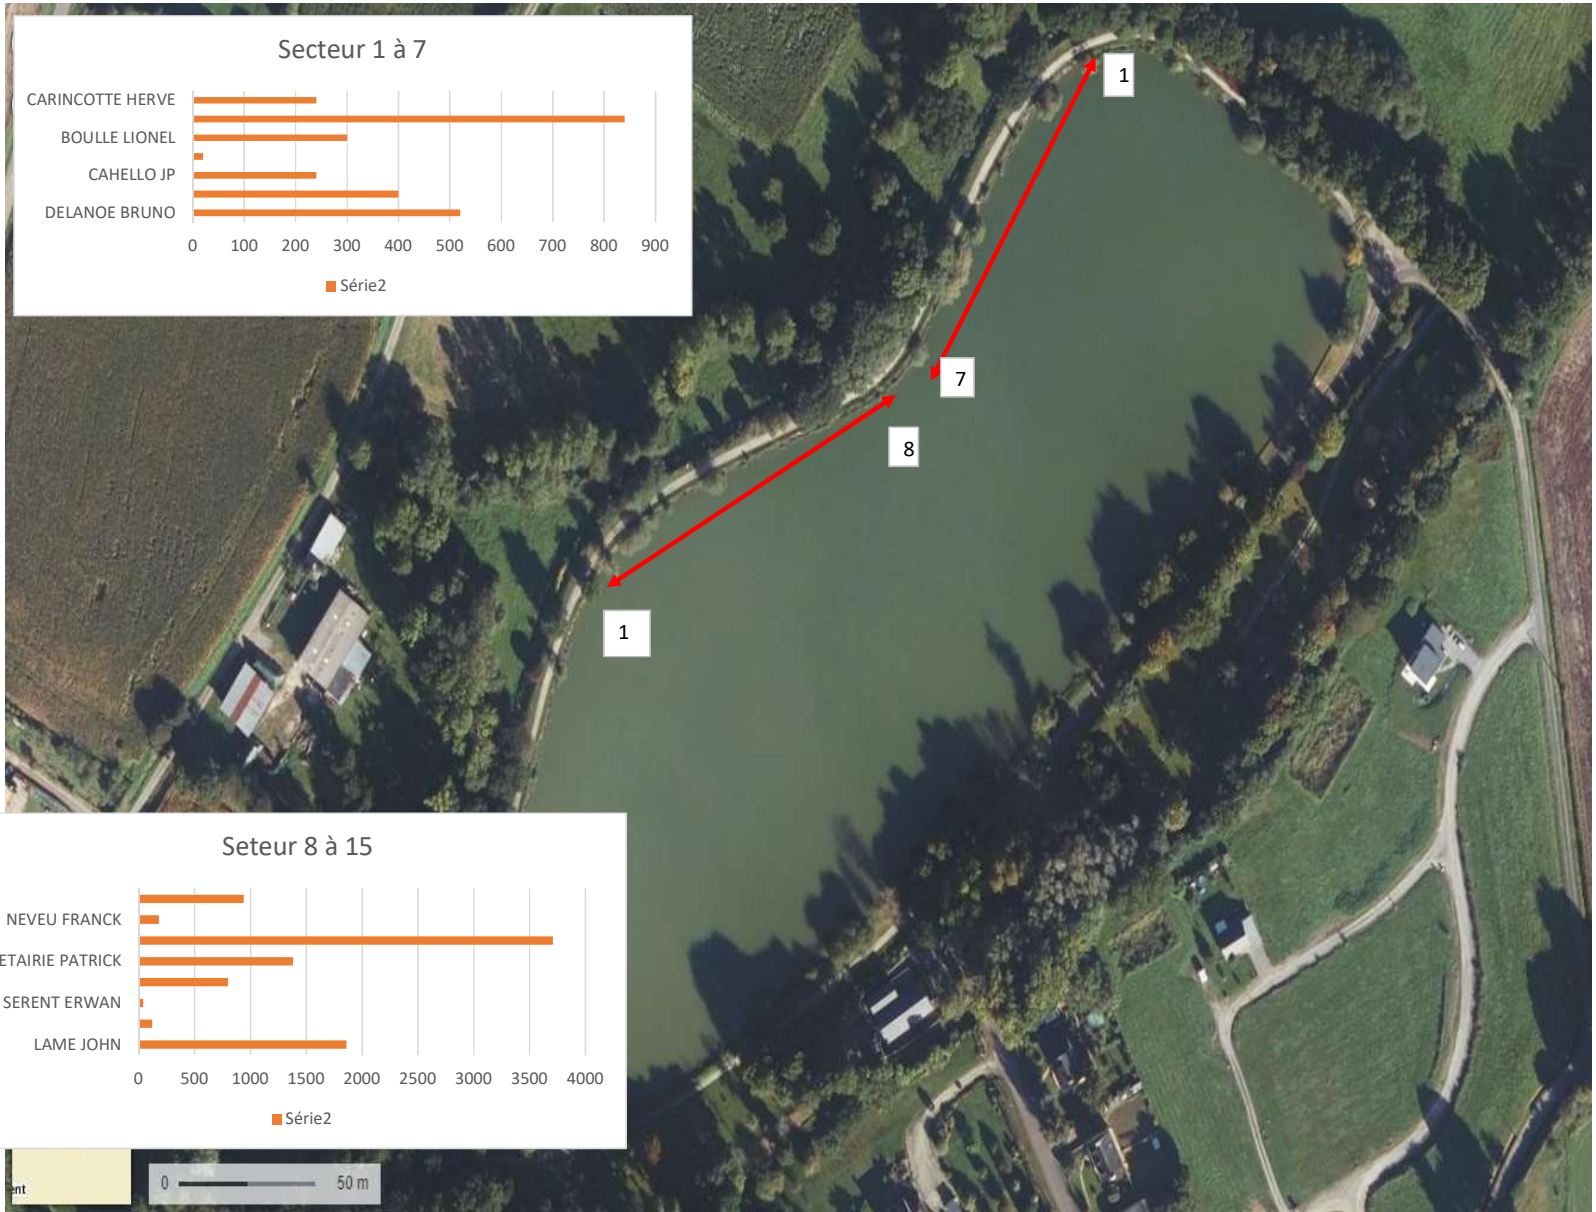 Secteur 1 à 7
CARINCOTTE HERVE
BOULLE LIONEL
CAHELLO JP
DELANOE BRUNO
0 100 200 300 400 500 600 700 800 900
Série2
1
7
8
1
Seteur 8 à 15
NEVEU FRANCK
ETAIRIE PATRICK
SERENT ERWAN
LAME JOHN
0 500 1000 1500 2000 2500 3000 3500 4000
Série2
ent
0 50 m